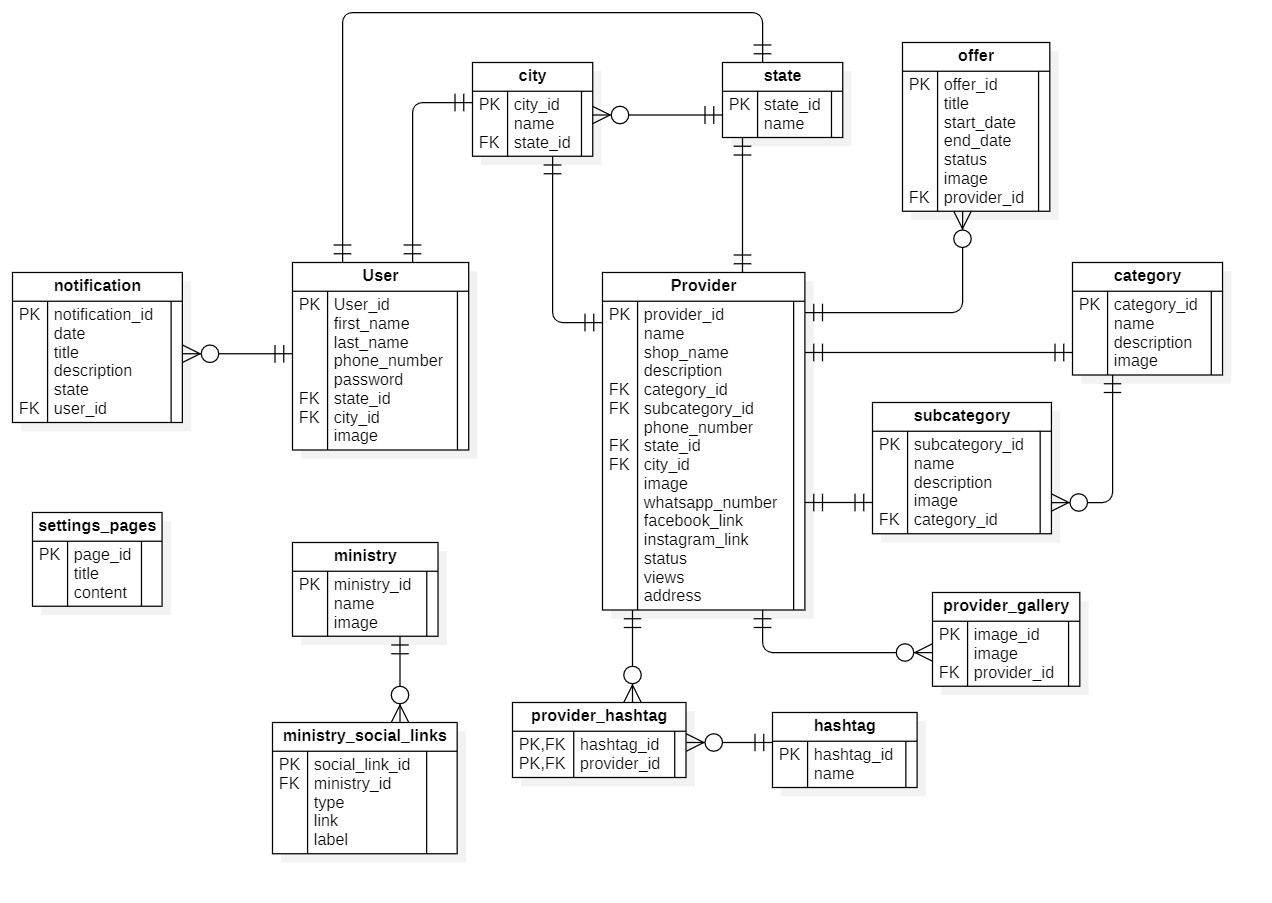 city
PK city_id
name
FK state_id
state
PK state_id
name
offer
PK offer_id
title
start_date
end_date
status
image
FK provider_id
notification
PK notification_id
date
title
description
state
FK user_id
User
PK User_id
first_name
last_name
phone_number
password
FK state_id
FK city_id
image
Provider
PK provider_id
name
shop_name
description
FK category_id
FK subcategory_id
phone_number
FK state_id
FK city_id
image
whatsapp_number
facebook_link
instagram_link
status
views
address
category
PK category_id
name
description
image
subcategory
PK subcategory_id
name
description
image
FK category_id
settings_pages
PK page_id
title
content
ministry
PK ministry_id
name
image
provider_gallery
PK image_id
image
FK provider_id
ministry_social_links
PK social_link_id
FK ministry_id
type
link
label
provider_hashtag
PK,FK hashtag_id
PK,FK provider_id
hashtag
PK hashtag_id
name